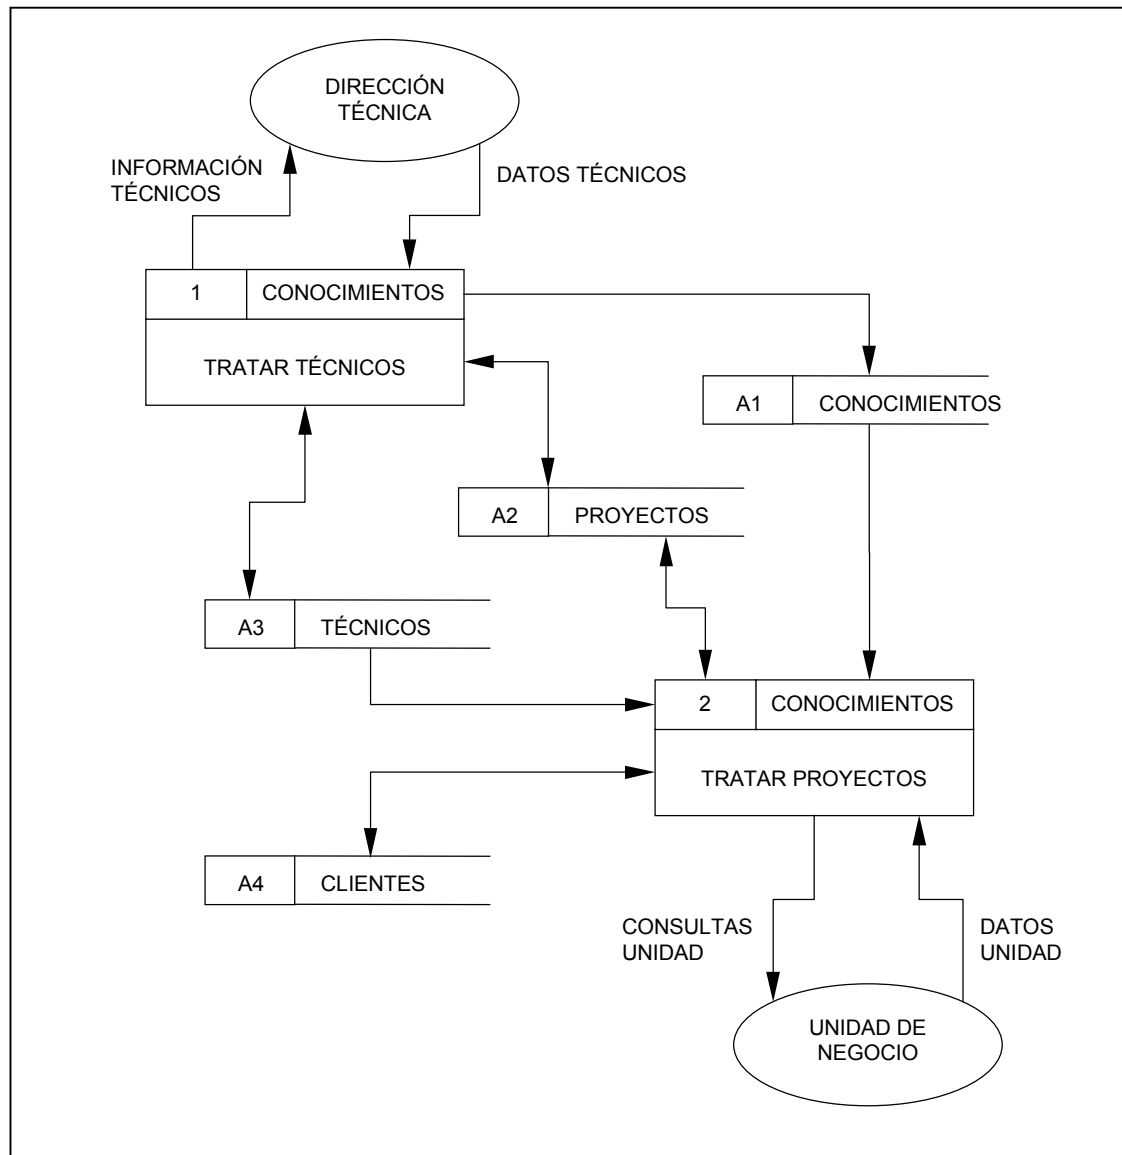 DIRECCIÓN
TÉCNICA
INFORMACIÓN
TÉCNICOS
DATOS TÉCNICOS
1 CONOCIMIENTOS
TRATAR TÉCNICOS
A1 CONOCIMIENTOS
A2 PROYECTOS
A3 TÉCNICOS
2 CONOCIMIENTOS
TRATAR PROYECTOS
A4 CLIENTES
CONSULTAS
UNIDAD
DATOS
UNIDAD
UNIDAD DE
NEGOCIO